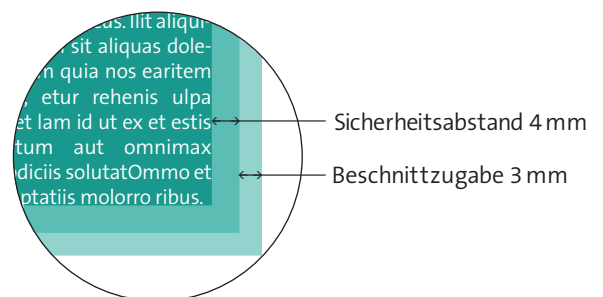 us. Ilit aliqui-
sit aliquas dole-
quia nos earitem
, etur rehenis ulpa
et lam id ut ex et estis
tum aut omnimax
diciis solutatOmmo et
ptatiis molorro ribus.
Sicherheitsabstand 4 mm
Beschnittzugabe 3 mm